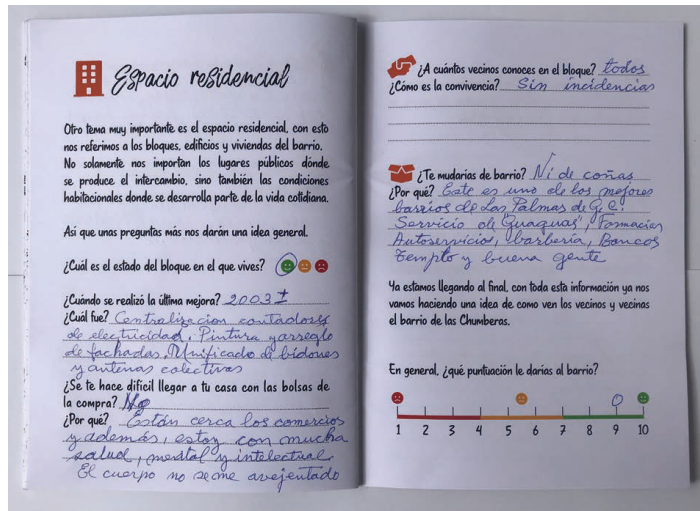 Espacio residencial
Otro tema muy importante es el espacio residencial, con esto
nos referimos a los bloques, edificios y viviendas del barrio.
No solamente nos importan los lugares públicos dónde
se produce el intercambio, sino también las condiciones
habitacionales donde se desarrolla parte de la vida cotidiana.
Así que unas preguntas más nos darán una idea general.
¿Cuál es el estado del bloque en el que vives?
¿Cuándo se realizó la última mejora? 2003 ±
¿Cuál fue? Centralizacion contadores
de electricidad. Pintura y arreglo
de fachadas. Unificado de bidones
y antenas colectivas
¿Se te hace difícil llegar a tu casa con las bolsas de
la compra? No
¿Por qué? Están cerca los comercios
y además, estoy con mucha
salud, mental y intelectual
El cuerpo no se me avejentado
¿A cuántos vecinos conoces en el bloque? todos
¿Cómo es la convivencia? Sin incidencias
¿Te mudarías de barrio? Ni de coñas
¿Por qué? Este es uno de los mejores
barrios de Las Palmas de G.C.
Servicio de Guaguas, Farmacias
Autoservicio, barbería, Bancos
Templo y buena gente
Ya estamos llegando al final, con toda esta información ya nos
vamos haciendo una idea de como ven los vecinos y vecinas
el barrio de las Chumberas.
En general, ¿qué puntuación le darías al barrio?
1 2 3 4 5 6 7 8 9 10